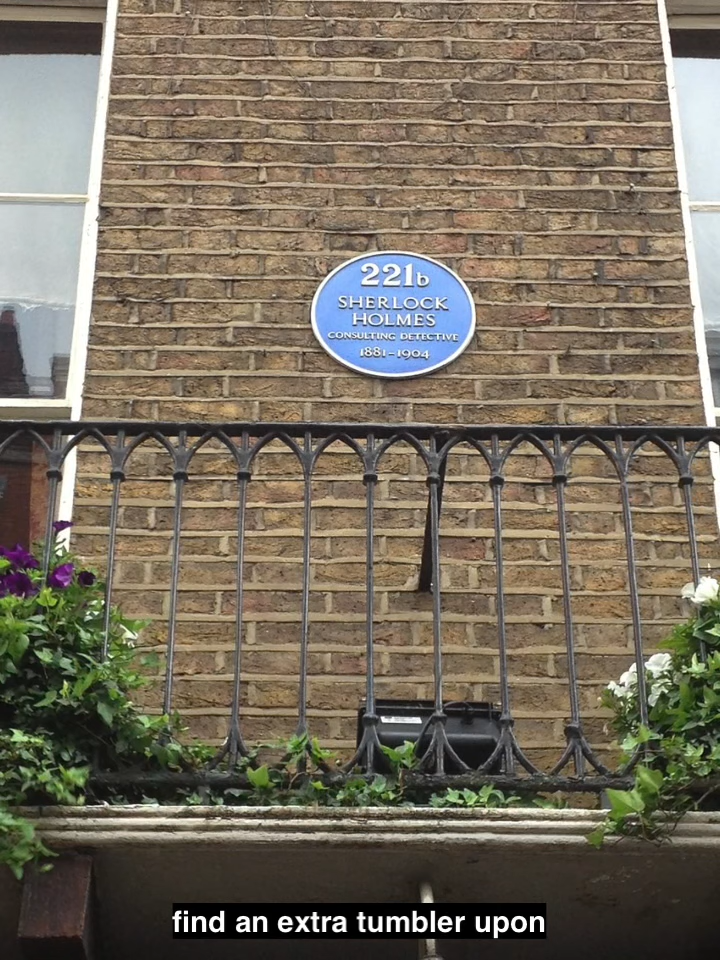 221b
SHERLOCK
HOLMES
CONSULTING DETECTIVE
1881-1904
find an extra tumbler upon